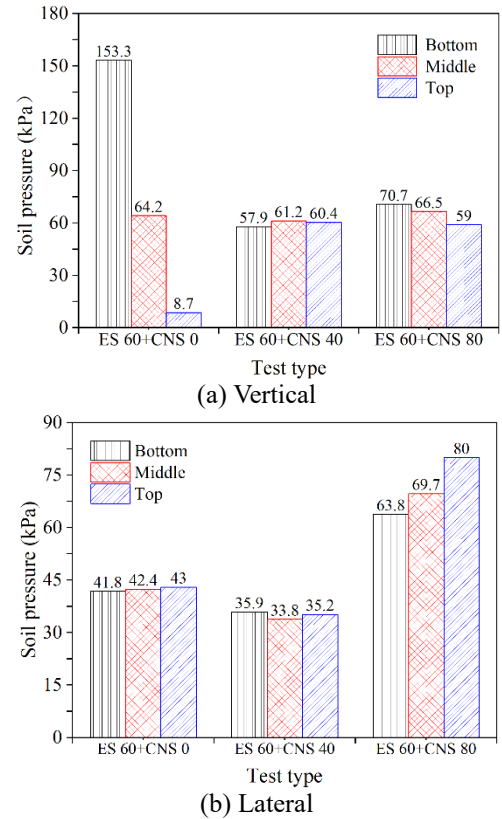 180
150
120
90
60
30
0
Soil pressure (kPa)
Bottom
Middle
Top
153.3
64.2
8.7
57.9
61.2
60.4
70.7
66.5
59
ES 60+CNS 0
ES 60+CNS 40
ES 60+CNS 80
Test type
(a) Vertical
90
75
60
45
30
15
0
Soil pressure (kPa)
Bottom
Middle
Top
41.8
42.4
43
35.9
33.8
35.2
63.8
69.7
80
ES 60+CNS 0
ES 60+CNS 40
ES 60+CNS 80
Test type
(b) Lateral